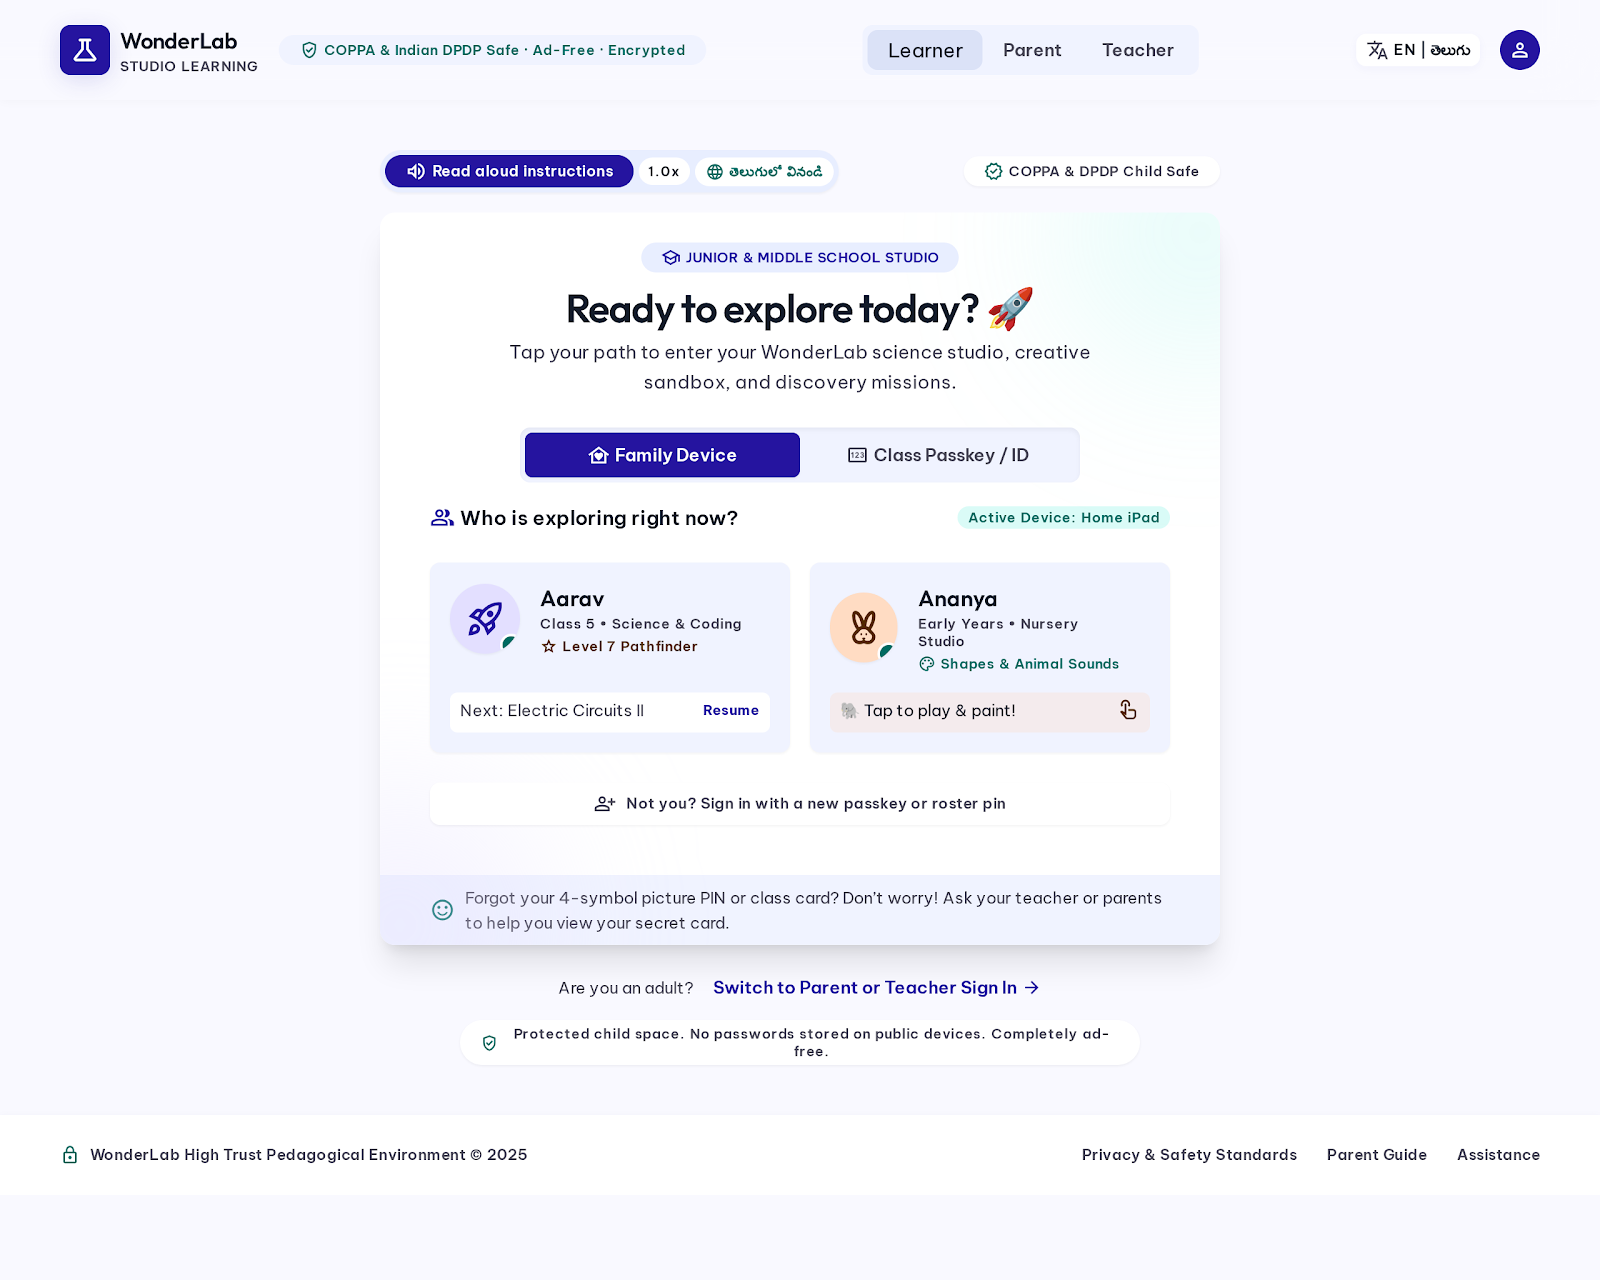 WonderLab
STUDIO LEARNING
COPPA & Indian DPDP Safe · Ad-Free · Encrypted
Learner
Parent
Teacher
EN | తెలుగు
Read aloud instructions
1.0x
తెలుగులో వినండి
COPPA & DPDP Child Safe
JUNIOR & MIDDLE SCHOOL STUDIO
Ready to explore today? 🚀
Tap your path to enter your WonderLab science studio, creative
sandbox, and discovery missions.
Family Device
Class Passkey / ID
Who is exploring right now?
Active Device: Home iPad
Aarav
Class 5 • Science & Coding
Level 7 Pathfinder
Next: Electric Circuits II
Resume
Ananya
Early Years • Nursery
Studio
Shapes & Animal Sounds
🐘 Tap to play & paint!
Not you? Sign in with a new passkey or roster pin
Forgot your 4-symbol picture PIN or class card? Don't worry! Ask your teacher or parents
to help you view your secret card.
Are you an adult?
Switch to Parent or Teacher Sign In →
Protected child space. No passwords stored on public devices. Completely ad-
free.
WonderLab High Trust Pedagogical Environment © 2025
Privacy & Safety Standards
Parent Guide
Assistance